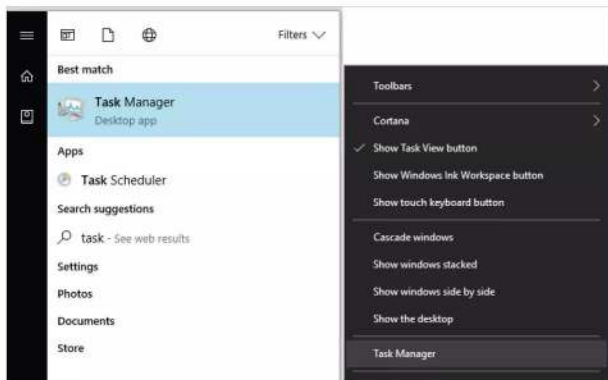 Filters
Best match
Task Manager
Desktop app
Apps
Task Scheduler
Search suggestions
task - See web results
Settings
Photos
Documents
Store
Toolbars
Cortana
Show Task View button
Show Windows Ink Workspace button
Show touch keyboard button
Cascade windows
Show windows stacked
Show windows side by side
Show the desktop
Task Manager